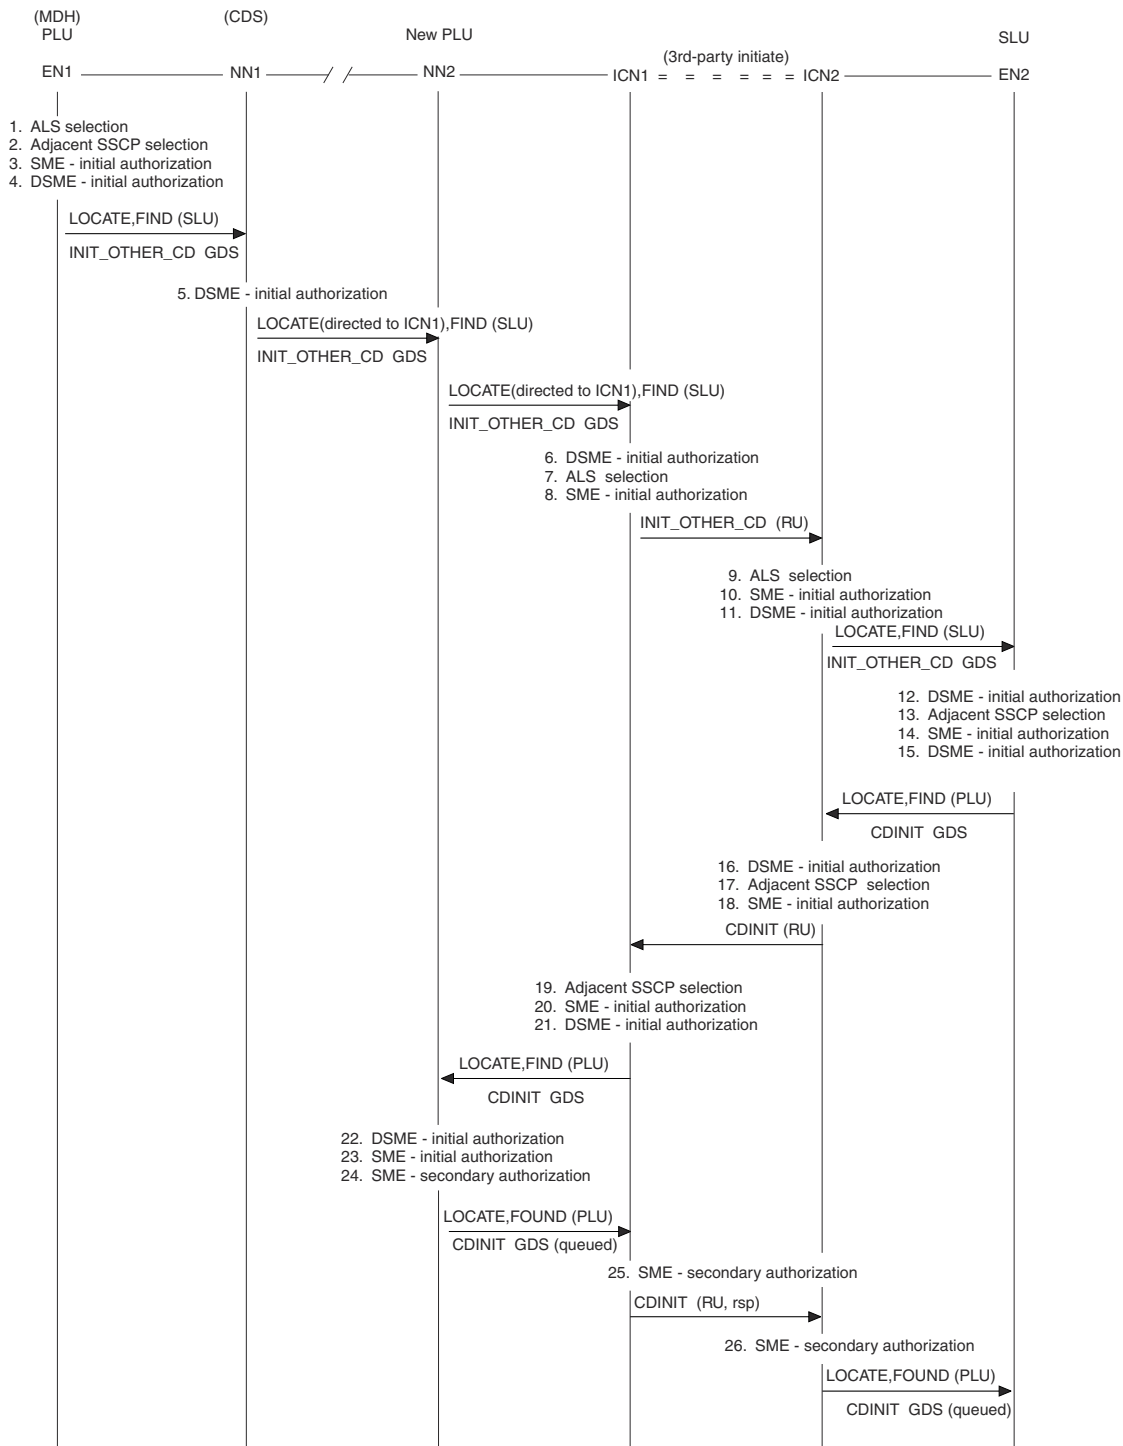 (MDH)
(CDS)
PLU
New PLU
SLU
(3rd-party initiate)
EN1
NN1
NN2
ICN1 = = = = = = ICN2
EN2
1. ALS selection
2. Adjacent SSCP selection
3. SME - initial authorization
4. DSME - initial authorization
LOCATE,FIND (SLU)
INIT_OTHER_CD GDS
5. DSME - initial authorization
LOCATE(directed to ICN1),FIND (SLU)
INIT_OTHER_CD GDS
LOCATE(directed to ICN1),FIND (SLU)
INIT_OTHER_CD GDS
6. DSME - initial authorization
7. ALS selection
8. SME - initial authorization
INIT_OTHER_CD (RU)
9. ALS selection
10. SME - initial authorization
11. DSME - initial authorization
LOCATE,FIND (SLU)
INIT_OTHER_CD GDS
12. DSME - initial authorization
13. Adjacent SSCP selection
14. SME - initial authorization
15. DSME - initial authorization
LOCATE,FIND (PLU)
CDINIT GDS
16. DSME - initial authorization
17. Adjacent SSCP selection
18. SME - initial authorization
CDINIT (RU)
19. Adjacent SSCP selection
20. SME - initial authorization
21. DSME - initial authorization
LOCATE,FIND (PLU)
CDINIT GDS
22. DSME - initial authorization
23. SME - initial authorization
24. SME - secondary authorization
LOCATE,FOUND (PLU)
CDINIT GDS (queued)
25. SME - secondary authorization
CDINIT (RU, rsp)
26. SME - secondary authorization
LOCATE,FOUND (PLU)
CDINIT GDS (queued)